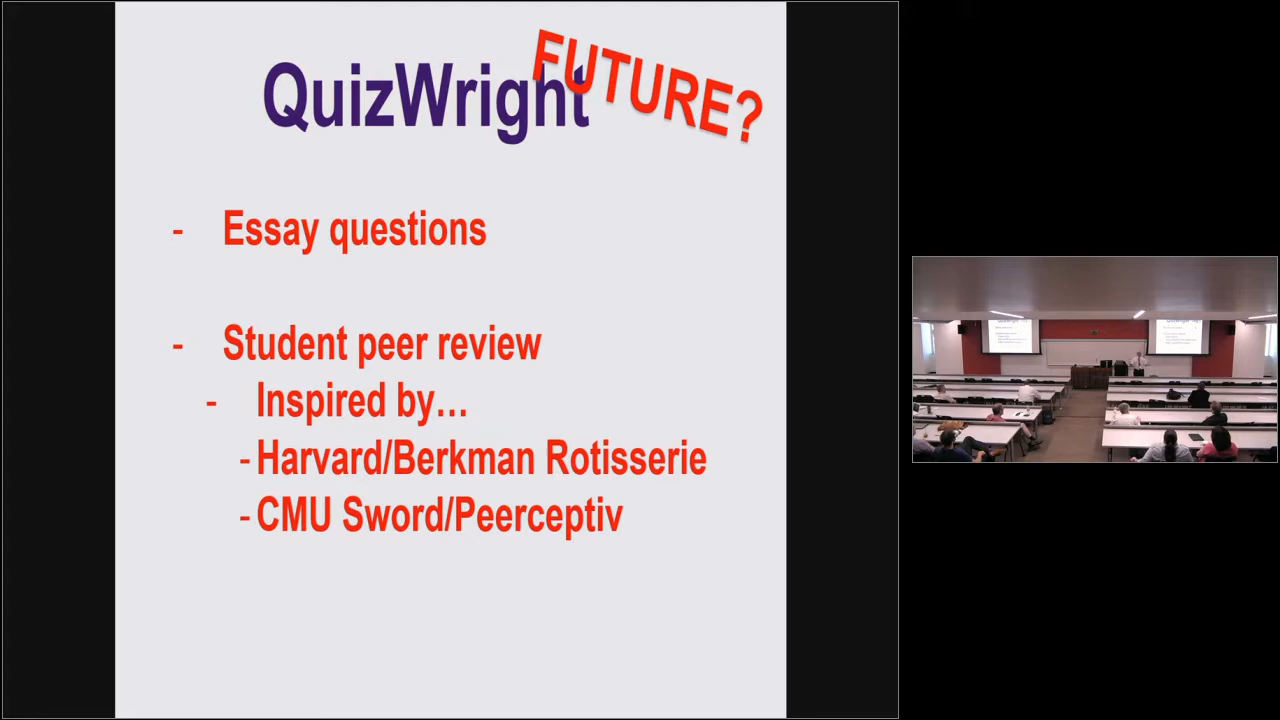 QuizWright
FUTURE?
- Essay questions
- Student peer review
- Inspired by…
- Harvard/Berkman Rotisserie
- CMU Sword/Peerceptiv